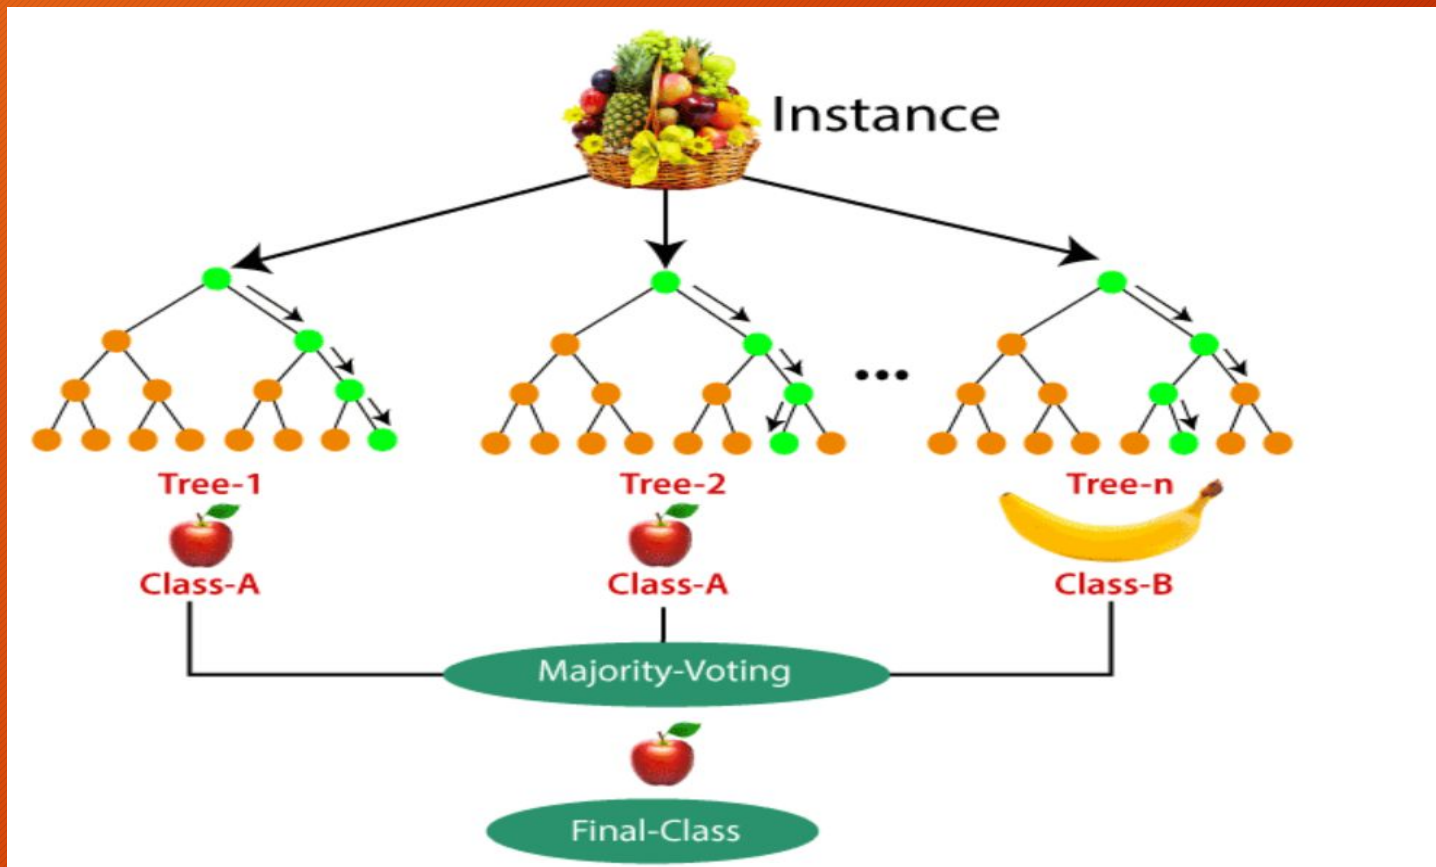 Instance
Tree-1
Tree-2
Tree-n
Class-A
Class-A
Class-B
Majority-Voting
Final-Class